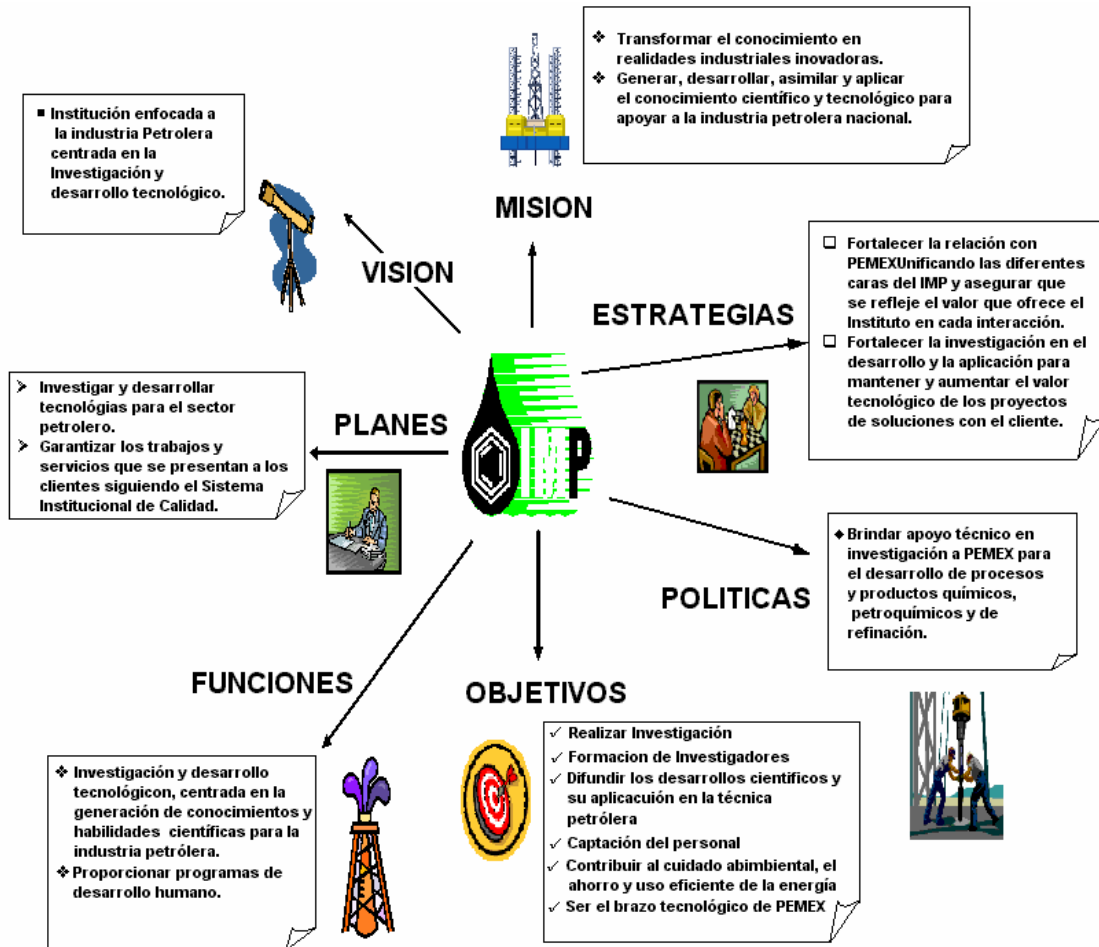 ❖ Transformar el conocimiento en
realidades industriales inovadoras.
❖ Generar, desarrollar, asimilar y aplicar
el conocimiento científico y tecnológico para
apoyar a la industria petrolera nacional.
MISION
▪ Institución enfocada a
la industria Petrolera
centrada en la
Investigación y
desarrollo tecnológico.
VISION
ESTRATEGIAS
❑ Fortalecer la relación con
PEMEXUnificando las diferentes
caras del IMP y asegurar que
se refleje el valor que ofrece el
Instituto en cada interacción.
❑ Fortalecer la investigación en el
desarrollo y la aplicación para
mantener y aumentar el valor
tecnológico de los proyectos
de soluciones con el cliente.
➢ Investigar y desarrollar
tecnológias para el sector
petrolero.
➢ Garantizar los trabajos y
servicios que se presentan a los
clientes siguiendo el Sistema
Institucional de Calidad.
PLANES
IMP
POLITICAS
◆ Brindar apoyo técnico en
investigación a PEMEX para
el desarrollo de procesos
y productos químicos,
petroquímicos y de
refinación.
FUNCIONES
❖ Investigación y desarrollo
tecnológicon, centrada en la
generación de conocimientos y
habilidades científicas para la
industria petrólera.
❖ Proporcionar programas de
desarrollo humano.
OBJETIVOS
✓ Realizar Investigación
✓ Formacion de Investigadores
✓ Difundir los desarrollos científicos y
su aplicacuión en la técnica
petrólera
✓ Captación del personal
✓ Contribuir al cuidado abimbiental, el
ahorro y uso eficiente de la energía
✓ Ser el brazo tecnológico de PEMEX